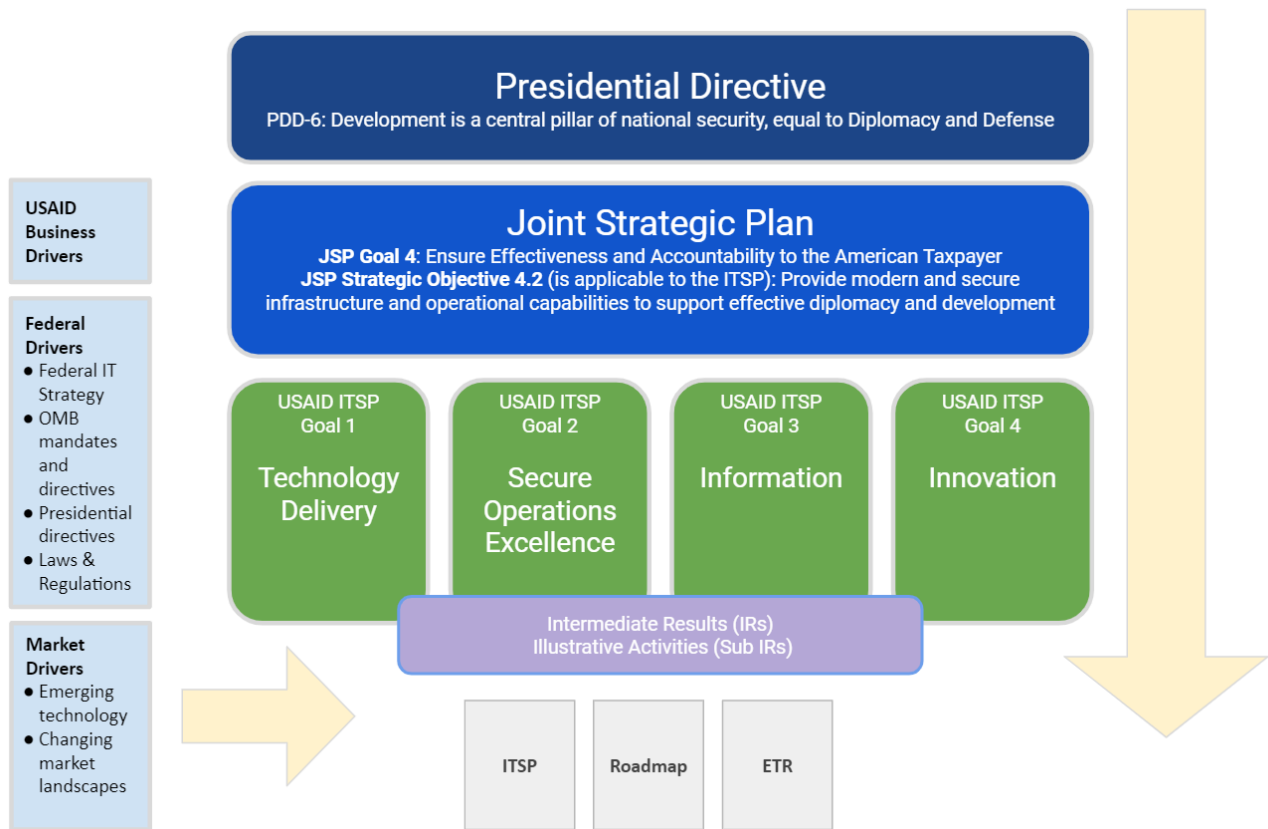 Presidential Directive
PDD-6: Development is a central pillar of national security, equal to Diplomacy and Defense
USAID
Business
Drivers
Joint Strategic Plan
JSP Goal 4: Ensure Effectiveness and Accountability to the American Taxpayer
JSP Strategic Objective 4.2 (is applicable to the ITSP): Provide modern and secure
infrastructure and operational capabilities to support effective diplomacy and development
Federal
Drivers
● Federal IT
Strategy
● OMB
mandates
and
directives
● Presidential
directives
● Laws &
Regulations
USAID ITSP
Goal 1
Technology
Delivery
USAID ITSP
Goal 2
Secure
Operations
Excellence
USAID ITSP
Goal 3
Information
USAID ITSP
Goal 4
Innovation
Intermediate Results (IRs)
Illustrative Activities (Sub IRs)
Market
Drivers
● Emerging
technology
● Changing
market
landscapes
ITSP
Roadmap
ETR